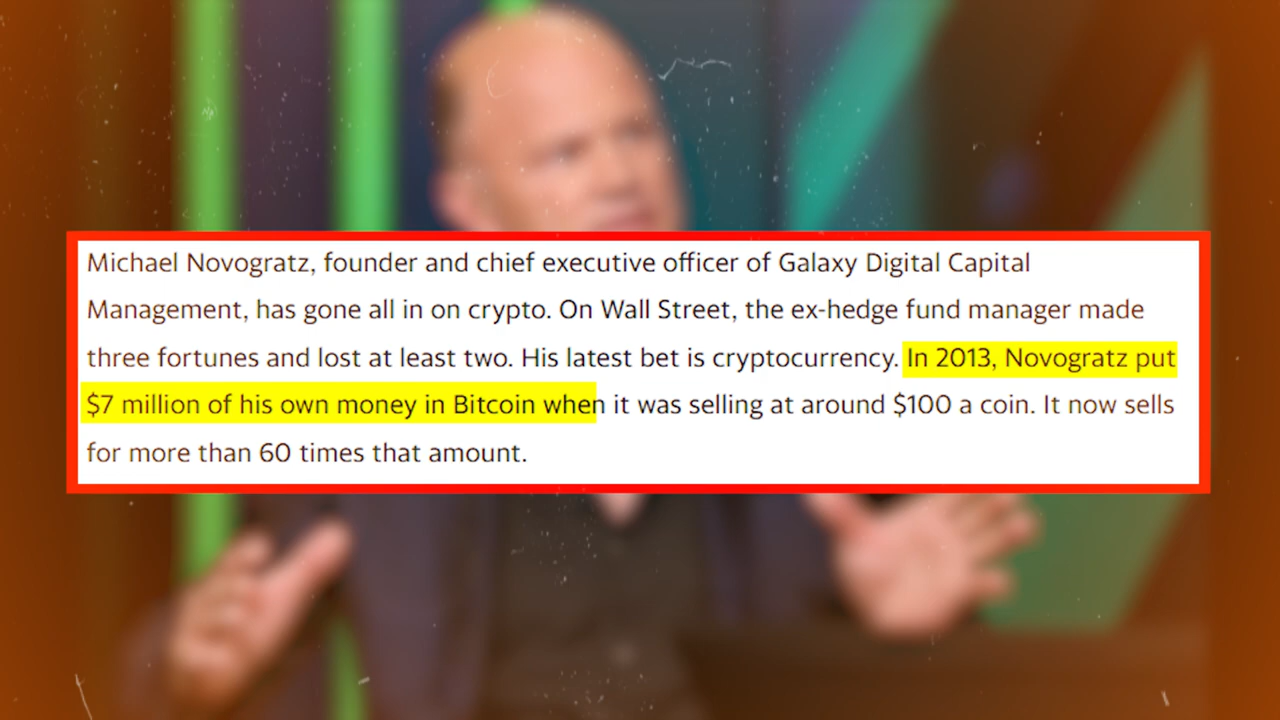 Michael Novogratz, founder and chief executive officer of Galaxy Digital Capital
Management, has gone all in on crypto. On Wall Street, the ex-hedge fund manager made
three fortunes and lost at least two. His latest bet is cryptocurrency. In 2013, Novogratz put
$7 million of his own money in Bitcoin when it was selling at around $100 a coin. It now sells
for more than 60 times that amount.